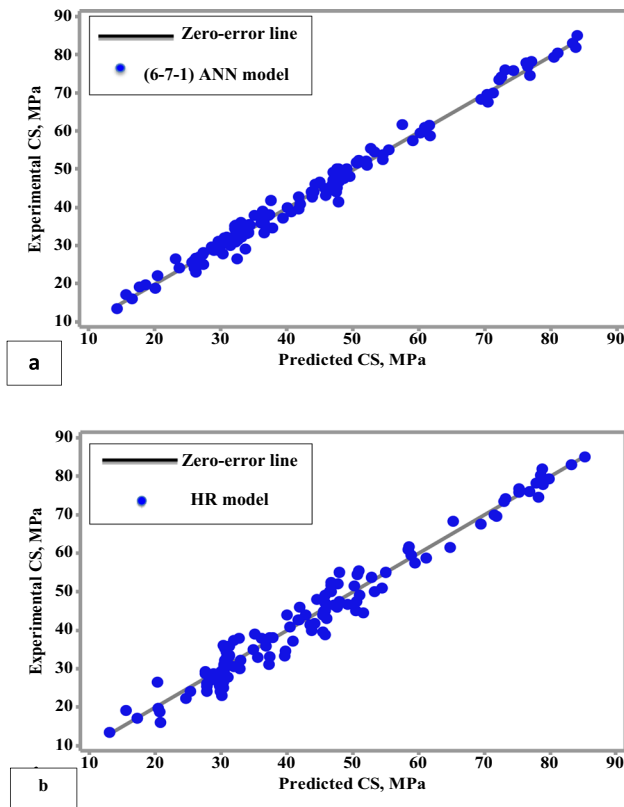 90
80
70
60
50
40
30
20
10
Experimental CS, MPa
Zero-error line
(6-7-1) ANN model
10 20 30 40 50 60 70 80 90
Predicted CS, MPa
a
90
80
70
60
50
40
30
20
10
Experimental CS, MPa
Zero-error line
HR model
10 20 30 40 50 60 70 80 90
Predicted CS, MPa
b